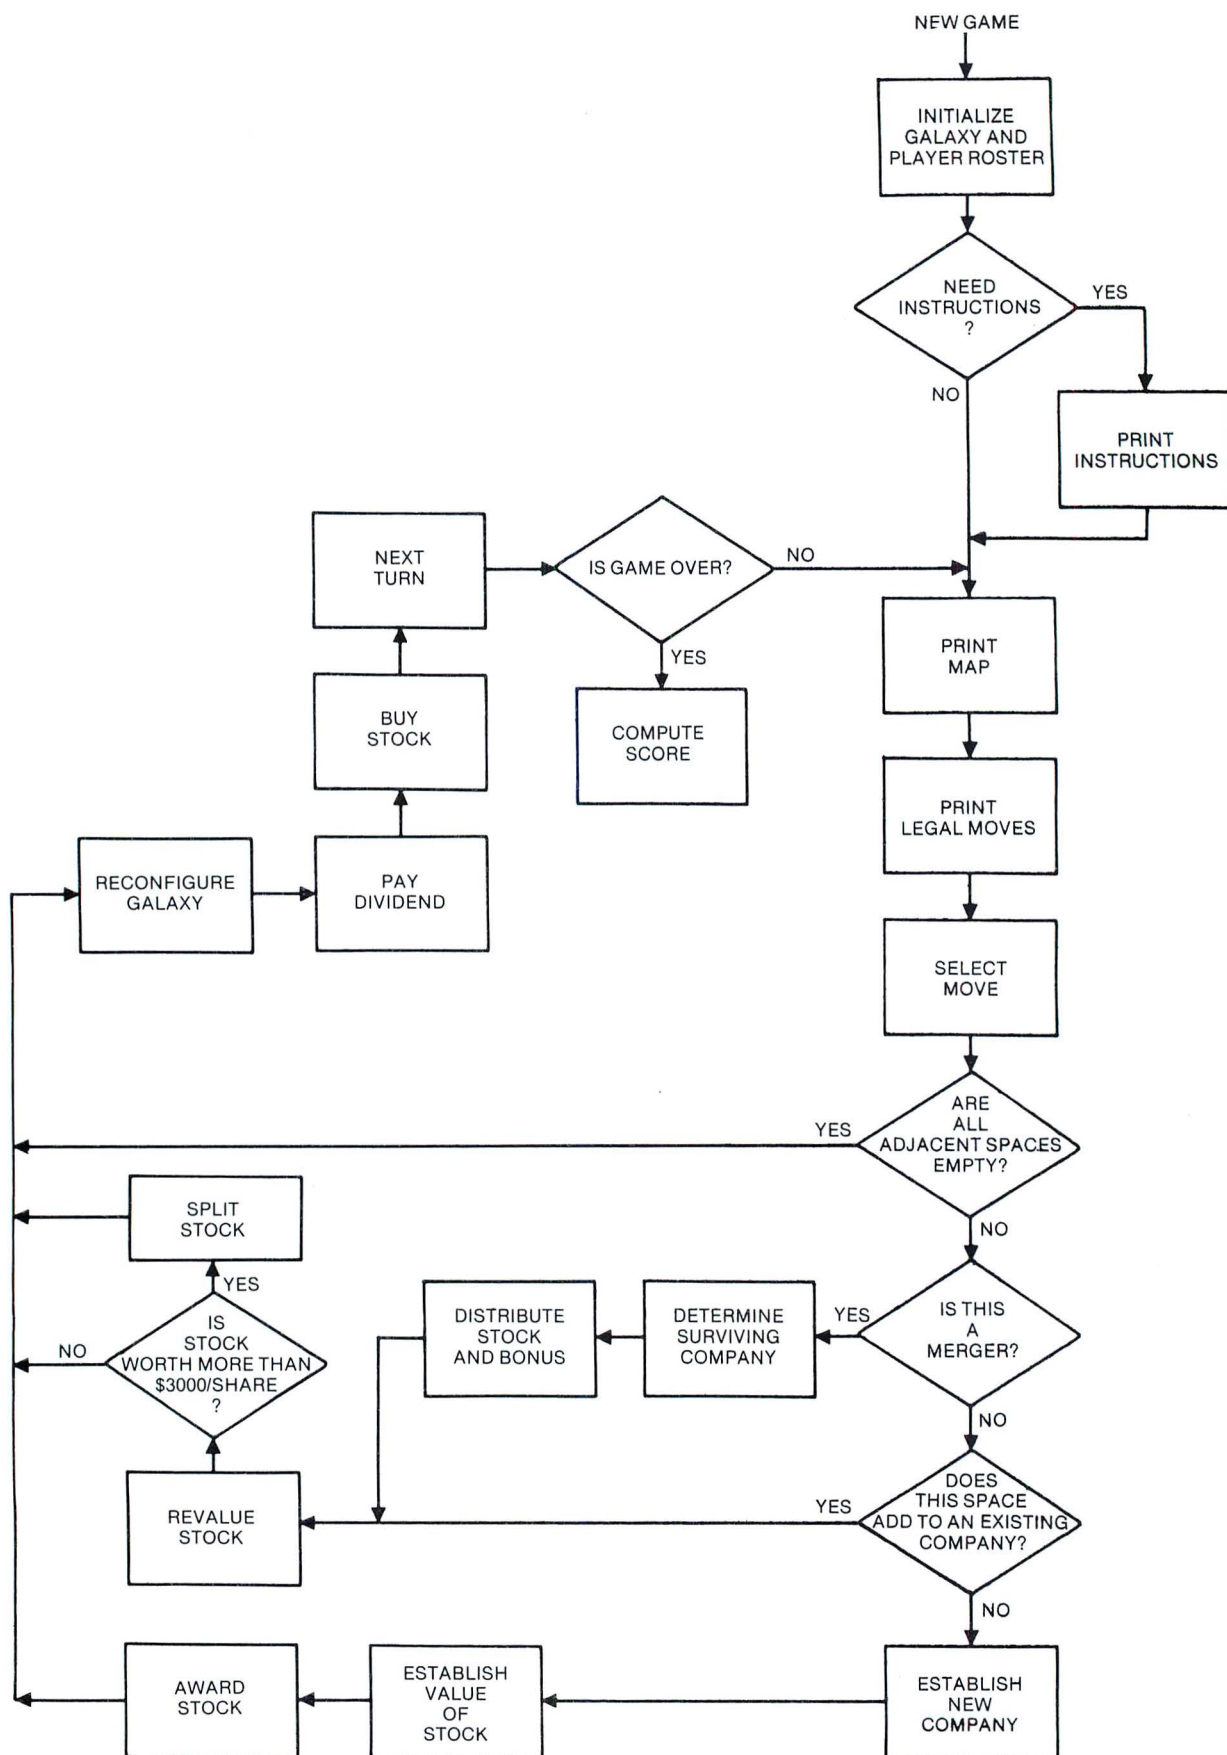 NEW GAME
INITIALIZE
GALAXY AND
PLAYER ROSTER
NEED
INSTRUCTIONS
?
YES
NO
PRINT
INSTRUCTIONS
NEXT
TURN
IS GAME OVER?
NO
YES
COMPUTE
SCORE
BUY
STOCK
PRINT
MAP
PRINT
LEGAL MOVES
RECONFIGURE
GALAXY
PAY
DIVIDEND
SELECT
MOVE
ARE
ALL
ADJACENT SPACES
EMPTY?
YES
NO
SPLIT
STOCK
YES
IS
STOCK
WORTH MORE THAN
$3000/SHARE
?
NO
DISTRIBUTE
STOCK
AND BONUS
DETERMINE
SURVIVING
COMPANY
YES
IS THIS
A
MERGER?
NO
REVALUE
STOCK
YES
DOES
THIS SPACE
ADD TO AN EXISTING
COMPANY?
NO
AWARD
STOCK
ESTABLISH
VALUE
OF
STOCK
ESTABLISH
NEW
COMPANY